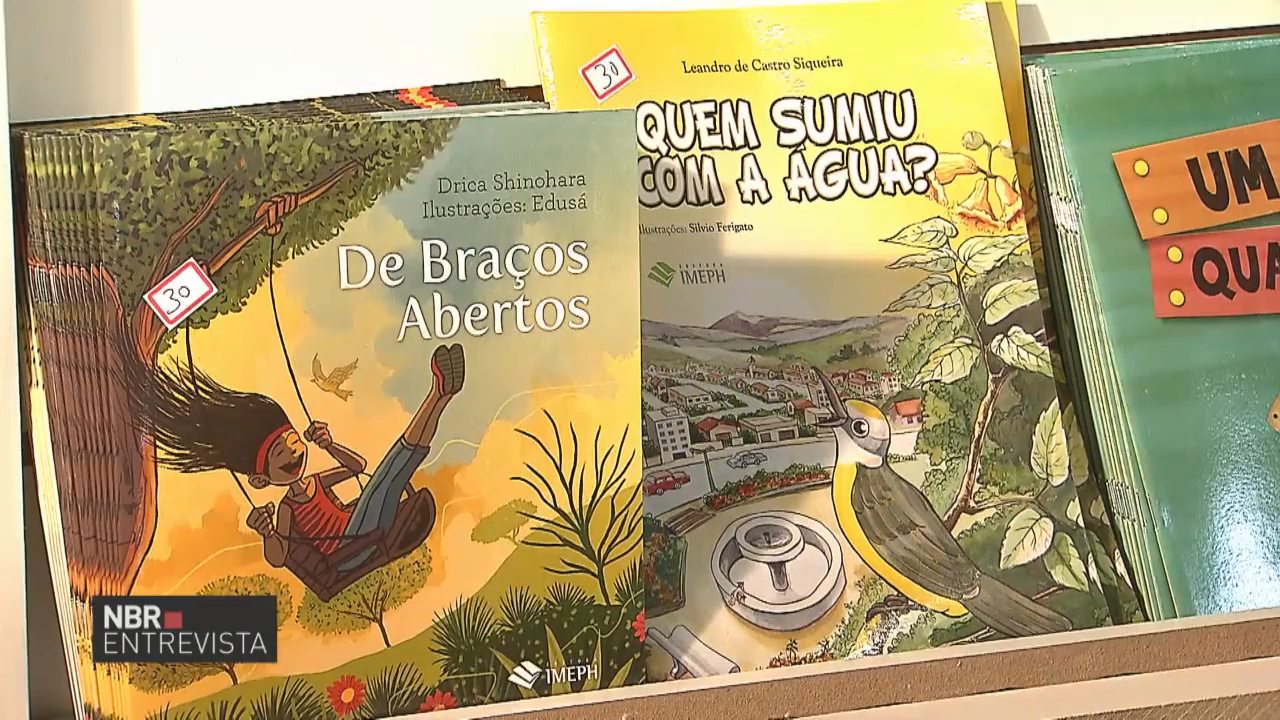 30
Drica Shinohara
Ilustrações: Edusá
De Braços
Abertos
IMEPH
30
Leandro de Castro Siqueira
QUEM SUMIU
COM A ÁGUA?
Ilustrações: Silvio Ferigato
EDITORA
IMEPH
UM
QUA
NBR
ENTREVISTA